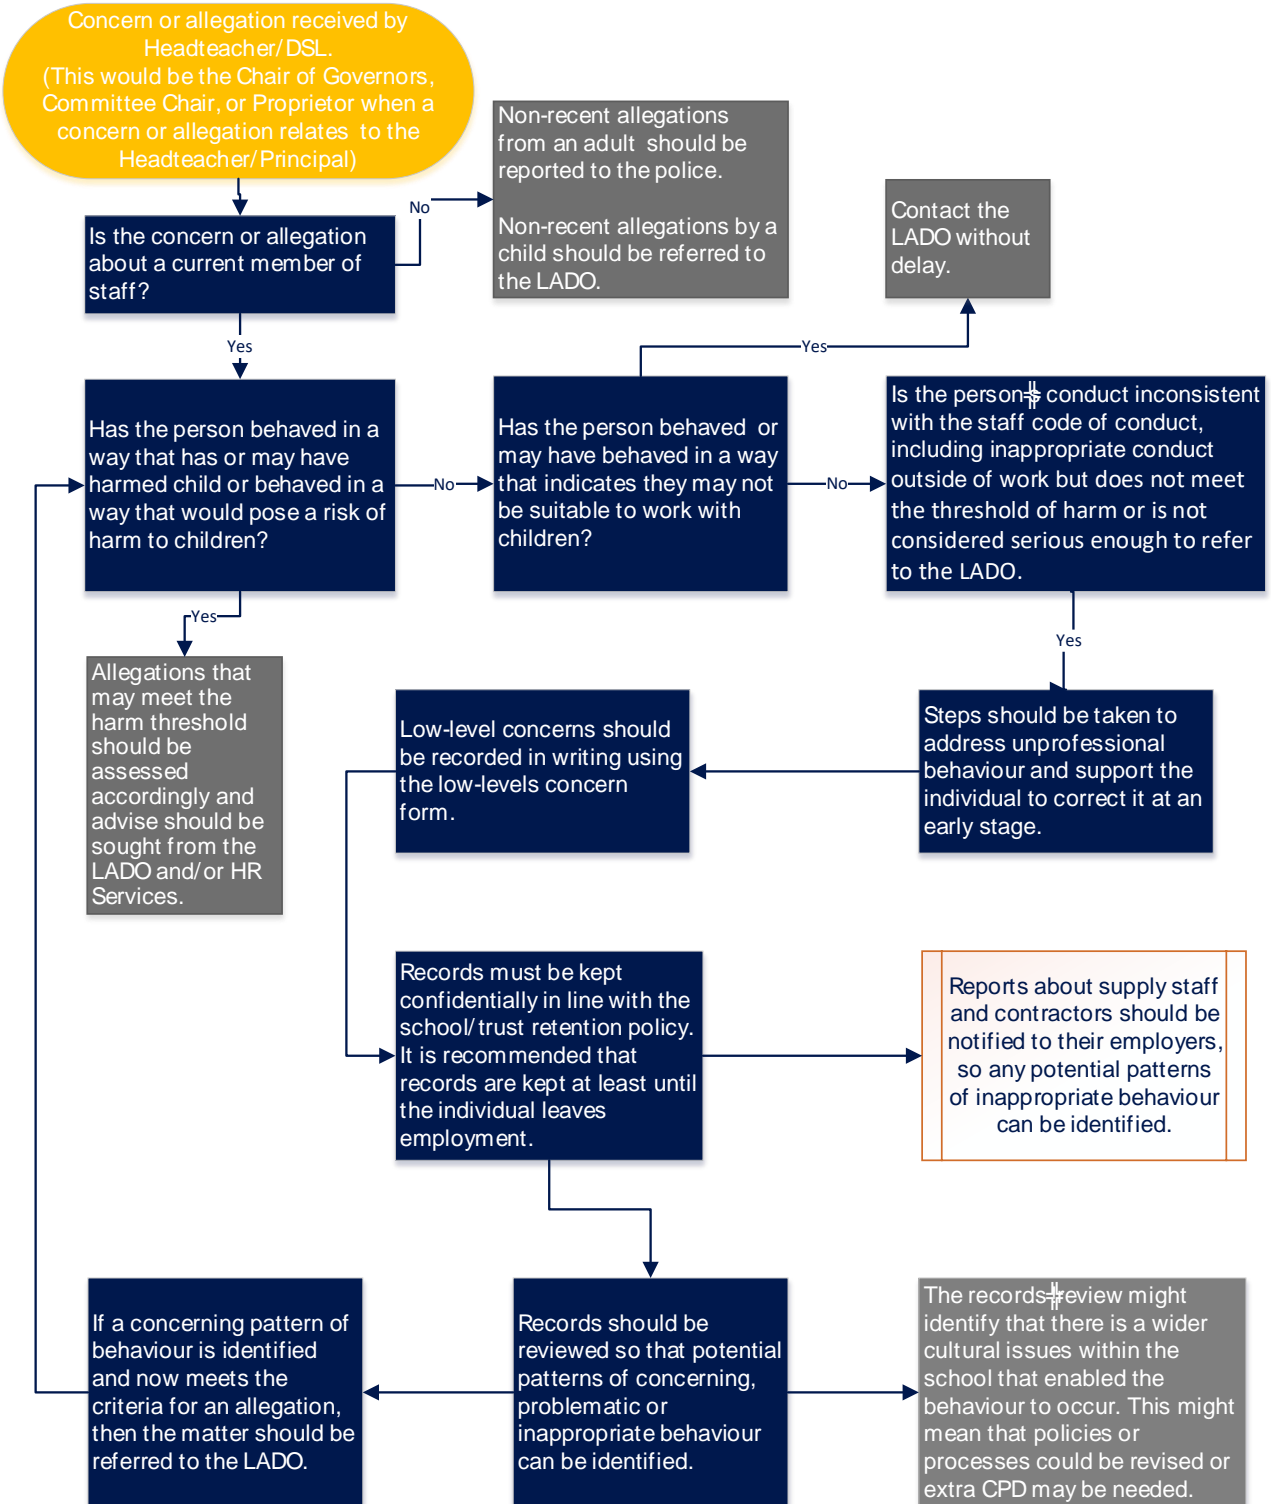 Concern or allegation received by
Headteacher/DSL.
(This would be the Chair of Governors,
Committee Chair, or Proprietor when a
concern or allegation relates to the
Headteacher/Principal)
Non-recent allegations
from an adult should be
reported to the police.
Non-recent allegations by a
child should be referred to
the LADO.
No
Contact the
LADO without
delay.
Is the concern or allegation
about a current member of
staff?
Yes
Yes
Has the person behaved in a
way that has or may have
harmed child or behaved in a
way that would pose a risk of
harm to children?
No
Has the person behaved or
may have behaved in a way
that indicates they may not
be suitable to work with
children?
No
Is the person s conduct inconsistent
with the staff code of conduct,
including inappropriate conduct
outside of work but does not meet
the threshold of harm or is not
considered serious enough to refer
to the LADO.
Yes
Yes
Allegations that
may meet the
harm threshold
should be
assessed
accordingly and
advise should be
sought from the
LADO and/or HR
Services.
Low-level concerns should
be recorded in writing using
the low-levels concern
form.
Steps should be taken to
address unprofessional
behaviour and support the
individual to correct it at an
early stage.
Records must be kept
confidentially in line with the
school/trust retention policy.
It is recommended that
records are kept at least until
the individual leaves
employment.
Reports about supply staff
and contractors should be
notified to their employers,
so any potential patterns
of inappropriate behaviour
can be identified.
If a concerning pattern of
behaviour is identified
and now meets the
criteria for an allegation,
then the matter should be
referred to the LADO.
Records should be
reviewed so that potential
patterns of concerning,
problematic or
inappropriate behaviour
can be identified.
The records review might
identify that there is a wider
cultural issues within the
school that enabled the
behaviour to occur. This might
mean that policies or
processes could be revised or
extra CPD may be needed.